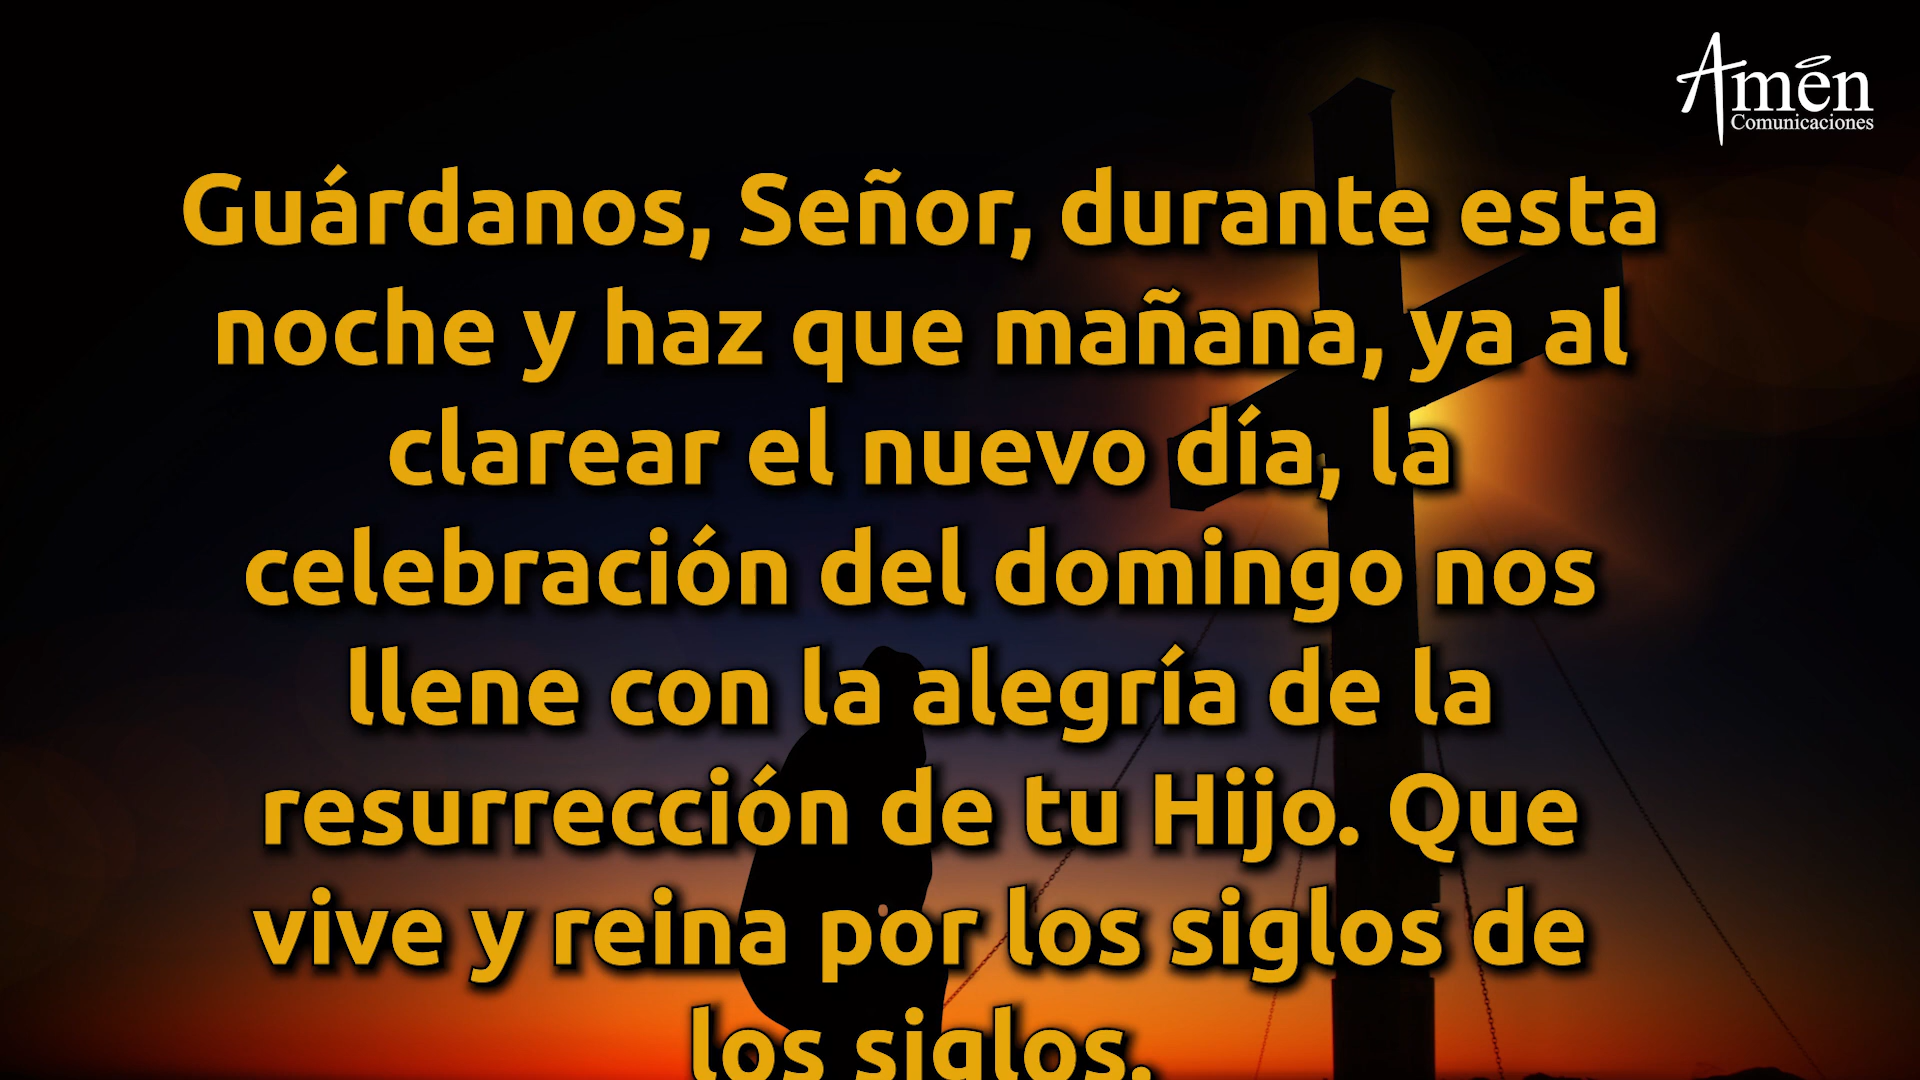 Amén
Comunicaciones
Guárdanos, Señor, durante esta
noche y haz que mañana, ya al
clarear el nuevo día, la
celebración del domingo nos
llene con la alegría de la
resurrección de tu Hijo. Que
vive y reina por los siglos de
los siglos.